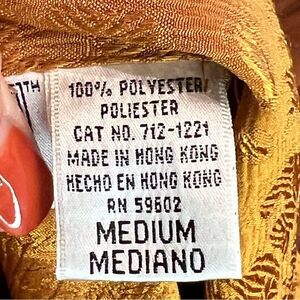 TH
100% POLYESTER/
POLIESTER
CAT NO. 712-1221
MADE IN HONG KONG
HECHO EN HONG KONG
RN 59602
MEDIUM
MEDIANO